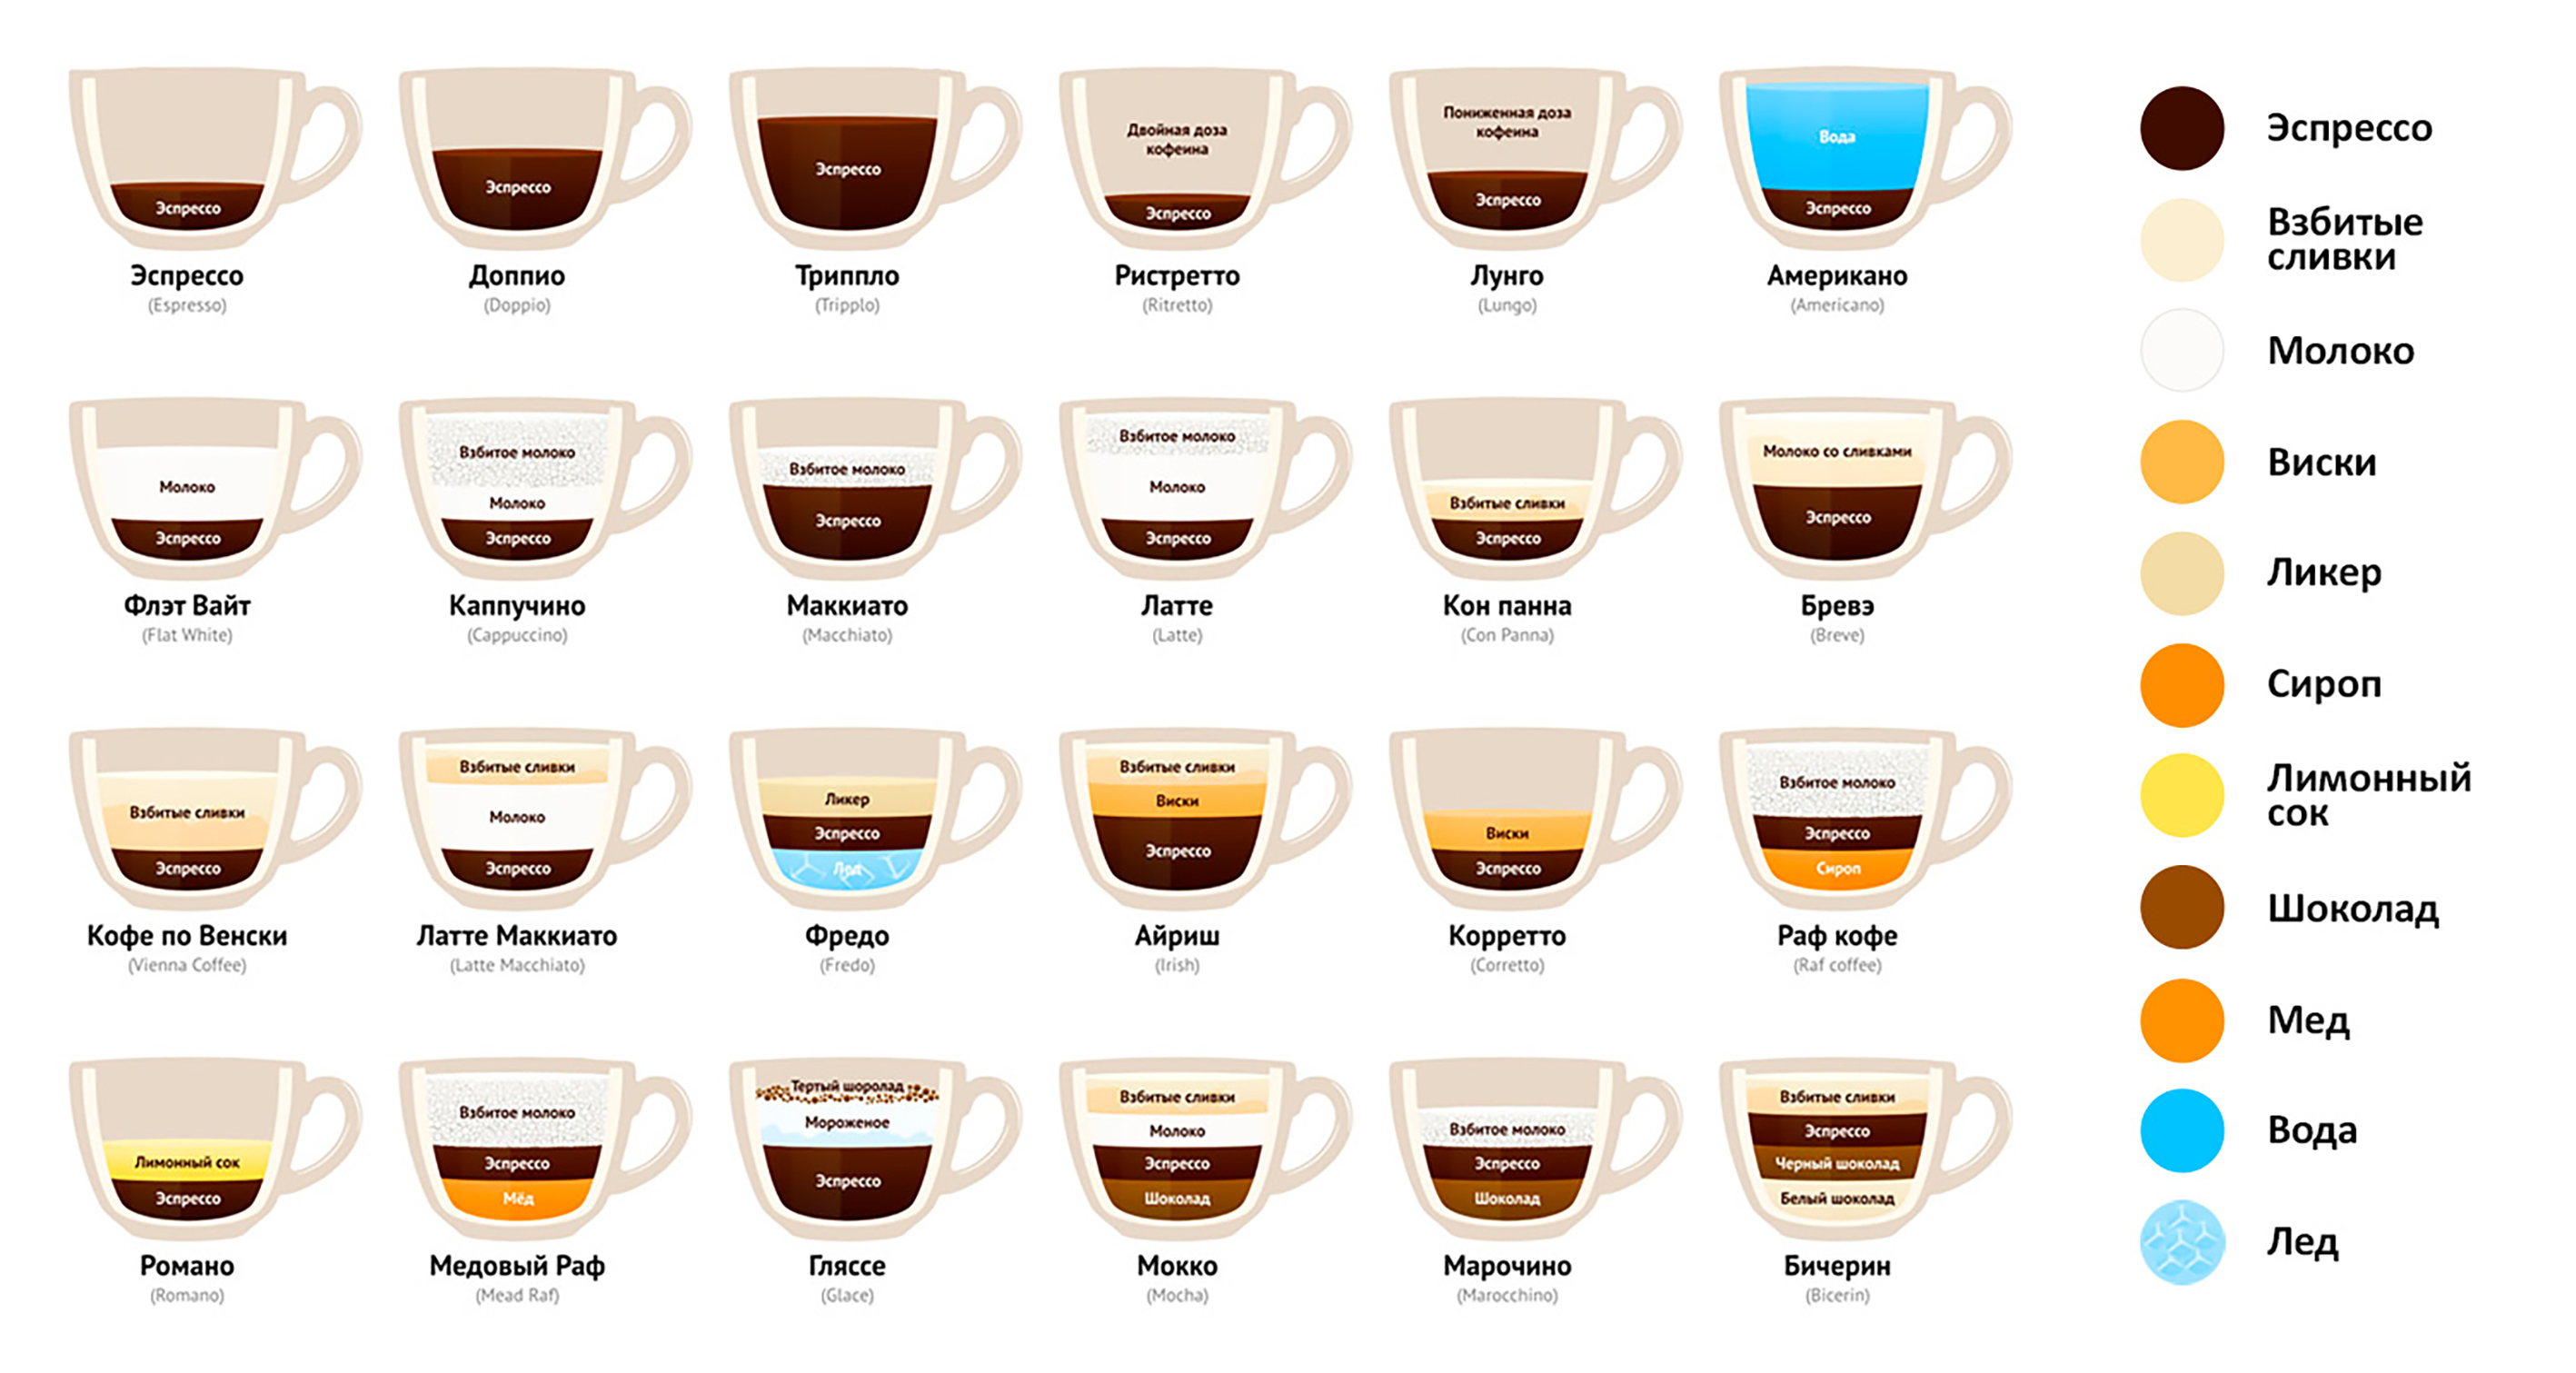 Эспрессо
Эспрессо
(Espresso)
Эспрессо
Доппио
(Doppio)
Эспрессо
Триппло
(Tripplo)
Двойная доза
кофеина
Эспрессо
Ристретто
(Ritretto)
Пониженная доза
кофеина
Эспрессо
Лунго
(Lungo)
Вода
Эспрессо
Американо
(Americano)
Молоко
Эспрессо
Флэт Вайт
(Flat White)
Взбитое молоко
Молоко
Эспрессо
Каппучино
(Cappuccino)
Взбитое молоко
Эспрессо
Маккиато
(Macchiato)
Взбитое молоко
Молоко
Эспрессо
Латте
(Latte)
Взбитые сливки
Эспрессо
Кон панна
(Con Panna)
Молоко со сливками
Эспрессо
Бревэ
(Breve)
Взбитые сливки
Эспрессо
Кофе по Венски
(Vienna Coffee)
Взбитые сливки
Молоко
Эспрессо
Латте Маккиато
(Latte Macchiato)
Ликер
Эспрессо
Лед
Фредо
(Fredo)
Взбитые сливки
Виски
Эспрессо
Айриш
(Irish)
Виски
Эспрессо
Корретто
(Corretto)
Взбитое молоко
Эспрессо
Сироп
Раф кофе
(Raf coffee)
Лимонный сок
Эспрессо
Романо
(Romano)
Взбитое молоко
Эспрессо
Мёд
Медовый Раф
(Mead Raf)
Тертый шоролад
Мороженое
Эспрессо
Гляссе
(Glace)
Взбитые сливки
Молоко
Эспрессо
Шоколад
Мокко
(Mocha)
Взбитое молоко
Эспрессо
Шоколад
Марочино
(Marocchino)
Взбитые сливки
Эспрессо
Черный шоколад
Белый шоколад
Бичерин
(Bicerin)
Эспрессо
Взбитые
сливки
Молоко
Виски
Ликер
Сироп
Лимонный
сок
Шоколад
Мед
Вода
Лед